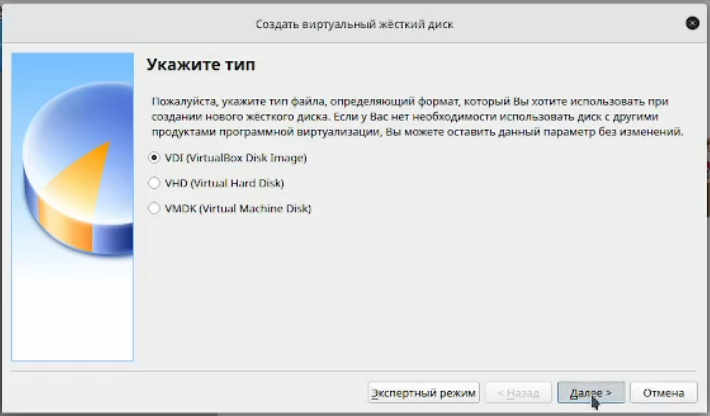 Создать виртуальный жёсткий диск
Укажите тип
Пожалуйста, укажите тип файла, определяющий формат, который Вы хотите использовать при
создании нового жёсткого диска. Если у Вас нет необходимости использовать диск с другими
продуктами программной виртуализации, Вы можете оставить данный параметр без изменений.
VDI (VirtualBox Disk Image)
VHD (Virtual Hard Disk)
VMDK (Virtual Machine Disk)
Экспертный режим < Назад Далее > Отмена